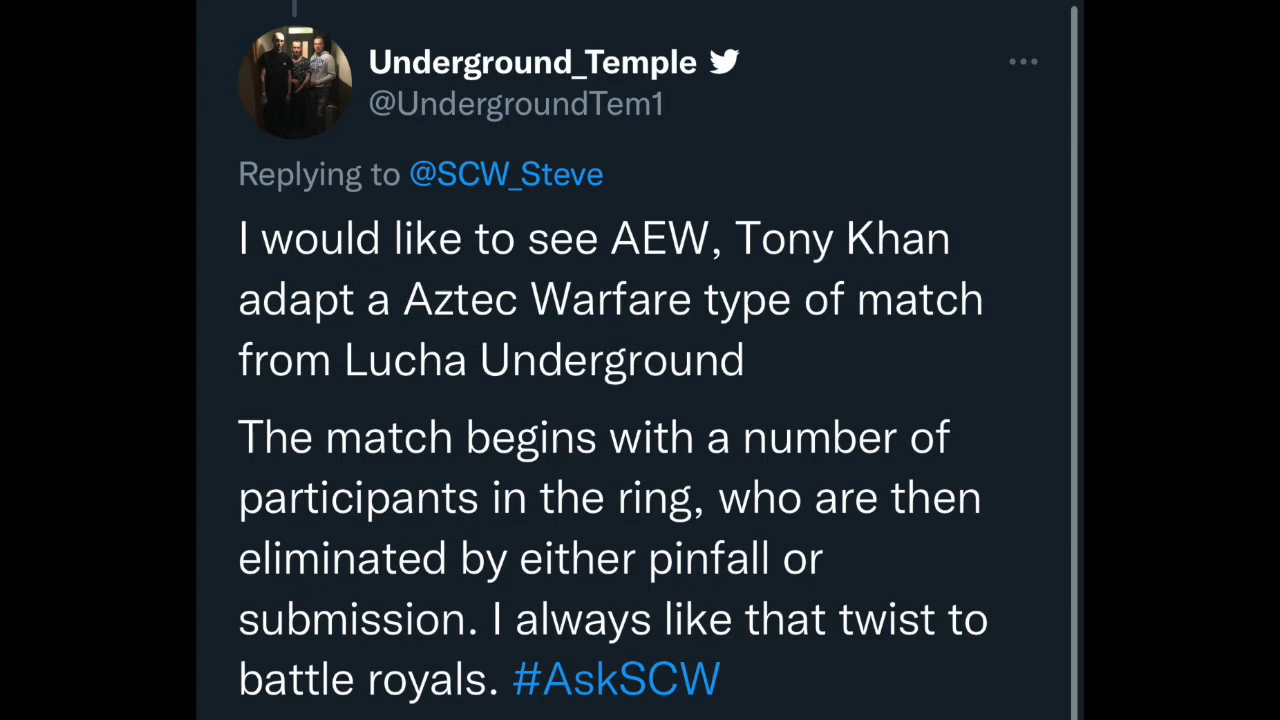 Underground_Temple
@UndergroundTem1
Replying to @SCW_Steve
I would like to see AEW, Tony Khan
adapt a Aztec Warfare type of match
from Lucha Underground
The match begins with a number of
participants in the ring, who are then
eliminated by either pinfall or
submission. I always like that twist to
battle royals. #AskSCW